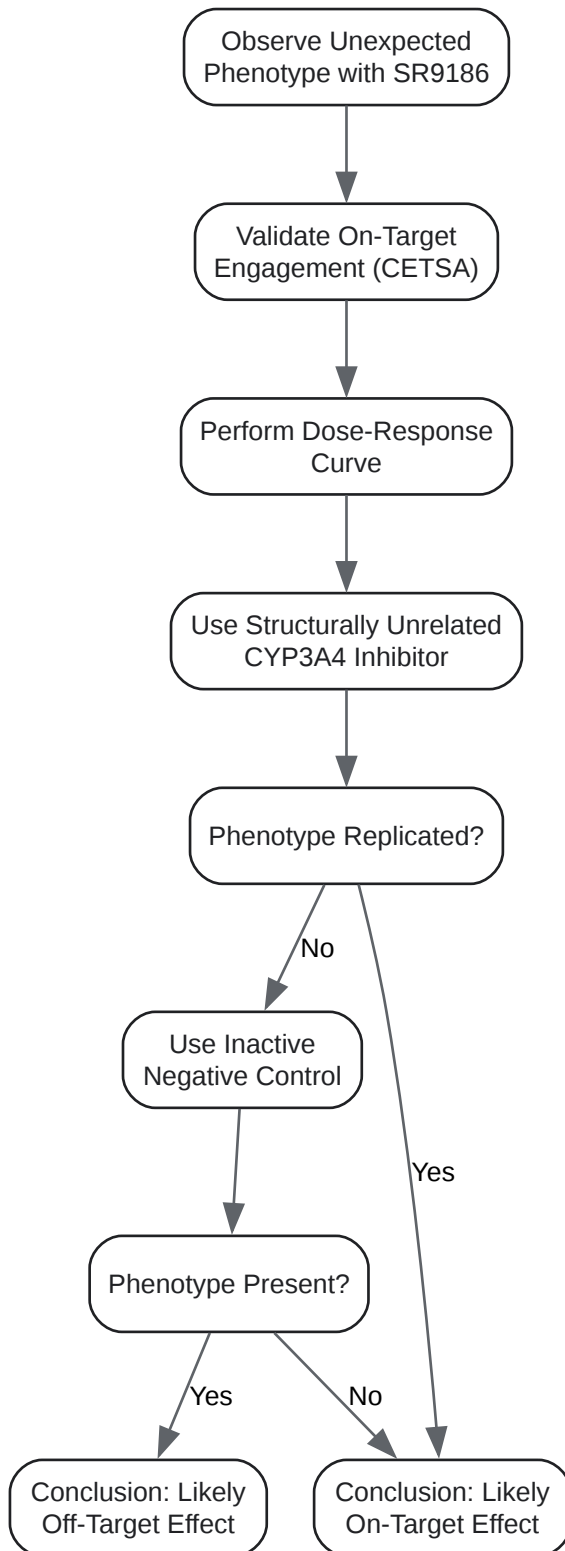 Observe Unexpected
Phenotype with SR9186
Validate On-Target
Engagement (CETSA)
Perform Dose-Response
Curve
Use Structurally Unrelated
CYP3A4 Inhibitor
Phenotype Replicated?
No
Use Inactive
Negative Control
Yes
Phenotype Present?
Yes
No
Conclusion: Likely
Off-Target Effect
Conclusion: Likely
On-Target Effect